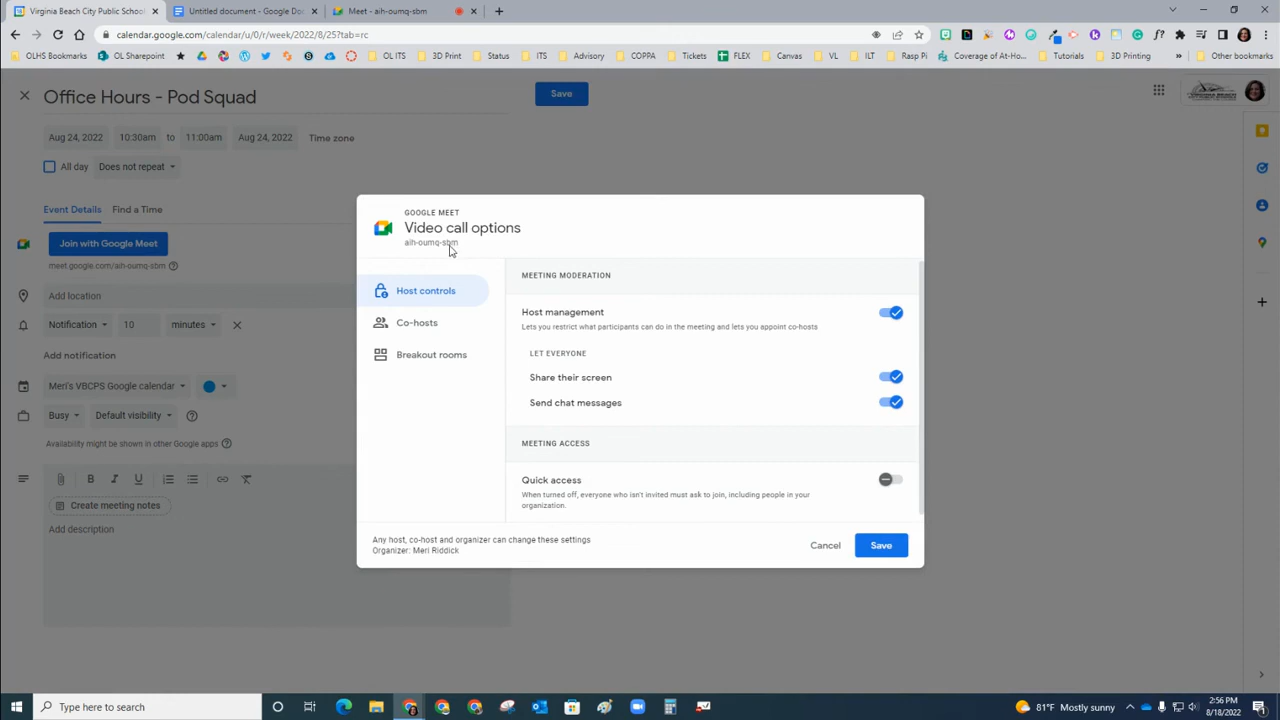 Virginia Beach City Public School
Untitled document - Google Doc
Meet - aih-oumq-sbm
calendar.google.com/calendar/u/0/r/week/2022/8/25?tab=rc
OLHS Bookmarks
OL Sharepoint
3D Print
OL ITS
ITS
Advisory
COPPA
Tickets
FLEX
Canvas
VL
ILT
Rasp Pi
Coverage of At-Ho...
Tutorials
3D Printing
»
Other bookmarks
Office Hours - Pod Squad
Save
Aug 24, 2022
10:30am
to
11:00am
Aug 24, 2022
Time zone
All day
Does not repeat
Event Details
Find a Time
Join with Google Meet
meet.google.com/aih-oumq-sbm
Add location
Notification
10
minutes
Add notification
Meri's VBCPS Google calendar
Busy
Default visibility
Availability might be shown in other Google apps
B I U
Create meeting notes
Add description
GOOGLE MEET
Video call options
aih-oumq-sbm
Host controls
Co-hosts
Breakout rooms
MEETING MODERATION
Host management
Lets you restrict what participants can do in the meeting and lets you appoint co-hosts
LET EVERYONE
Share their screen
Send chat messages
MEETING ACCESS
Quick access
When turned off, everyone who isn't invited must ask to join, including people in your
organization.
Any host, co-host and organizer can change these settings
Organizer: Meri Riddick
Cancel
Save
Type here to search
81°F Mostly sunny
2:56 PM
8/18/2022